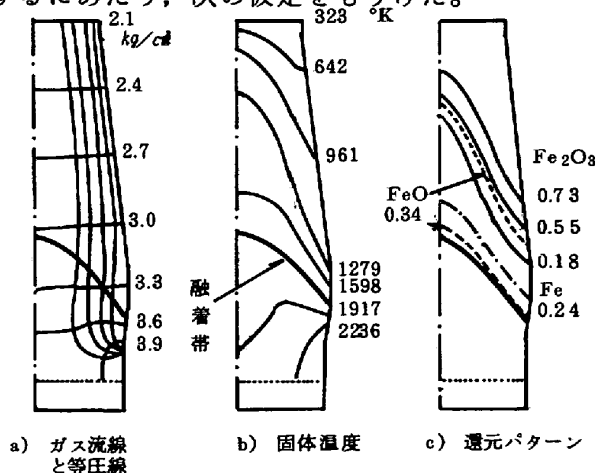 するにあたり，次の仮定をもうけた。
2.1
kg/cm²
2.4
2.7
3.0
3.3
3.6
3.9
a) ガス流線
と等圧線
323 °K
642
961
1279
1598
1917
2236
融
着
帯
b) 固体温度
Fe₂O₃
0.73
0.55
0.18
FeO
0.34
Fe
0.24
c) 還元パターン